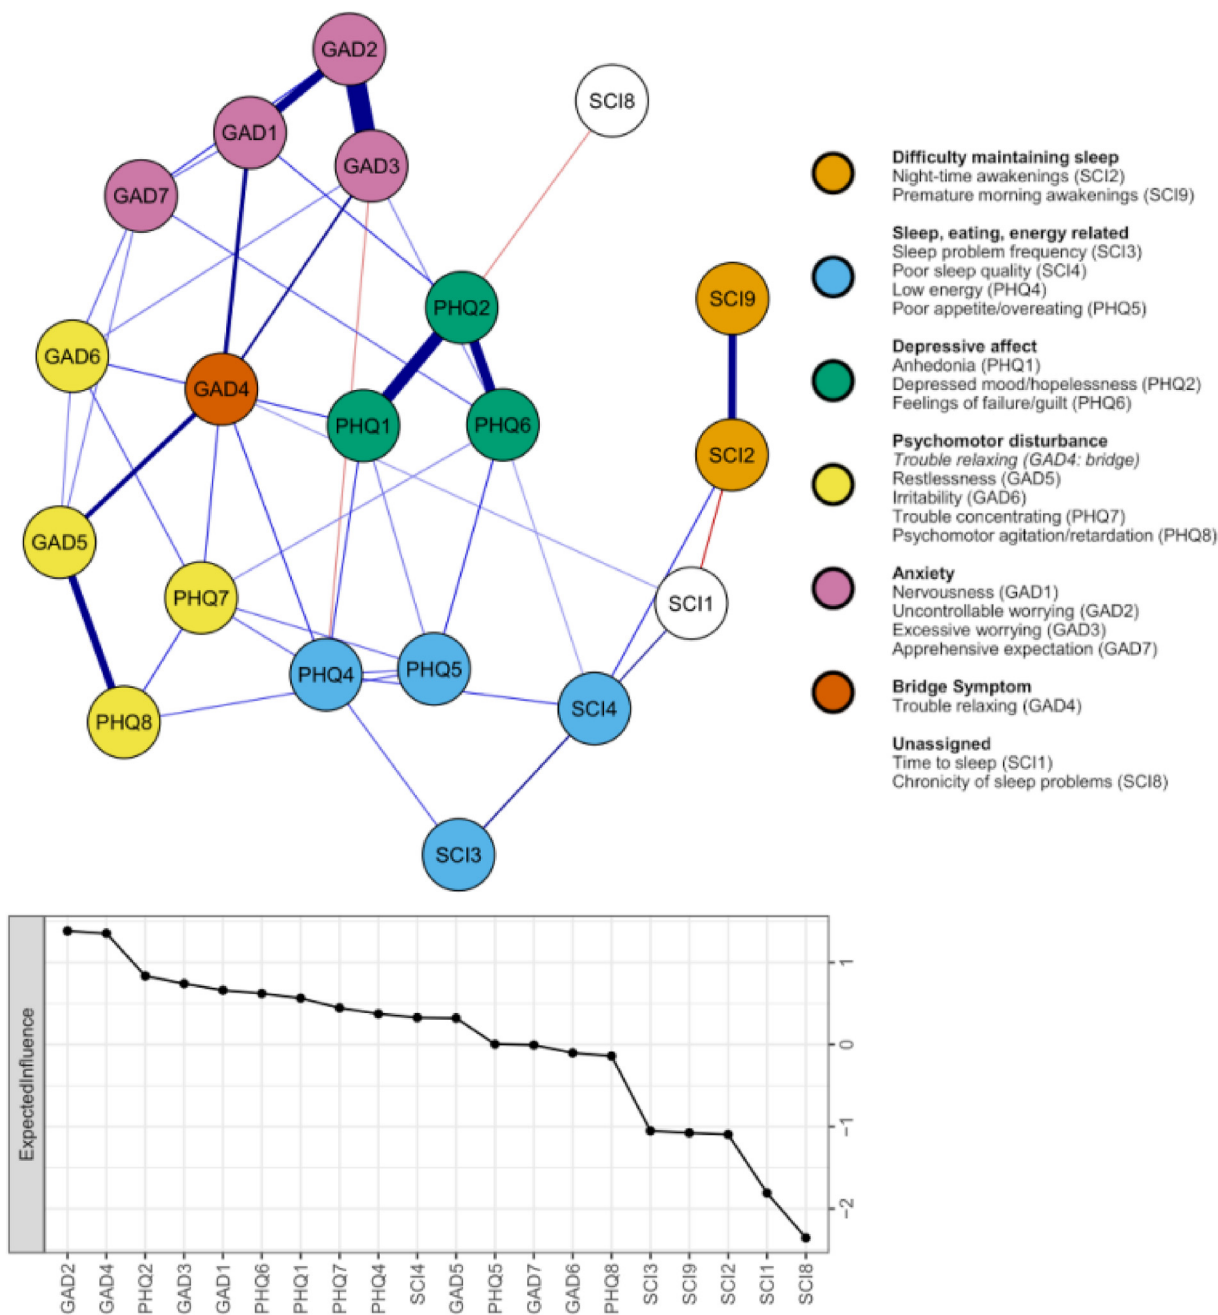 GAD2
SCI8
GAD1
GAD3
GAD7
PHQ2
SCI9
GAD6
GAD4
PHQ1
PHQ6
SCI2
GAD5
PHQ7
SCI1
PHQ4
PHQ5
SCI4
PHQ8
SCI3
Difficulty maintaining sleep
Night-time awakenings (SCI2)
Premature morning awakenings (SCI9)
Sleep, eating, energy related
Sleep problem frequency (SCI3)
Poor sleep quality (SCI4)
Low energy (PHQ4)
Poor appetite/overeating (PHQ5)
Depressive affect
Anhedonia (PHQ1)
Depressed mood/hopelessness (PHQ2)
Feelings of failure/guilt (PHQ6)
Psychomotor disturbance
Trouble relaxing (GAD4: bridge)
Restlessness (GAD5)
Irritability (GAD6)
Trouble concentrating (PHQ7)
Psychomotor agitation/retardation (PHQ8)
Anxiety
Nervousness (GAD1)
Uncontrollable worrying (GAD2)
Excessive worrying (GAD3)
Apprehensive expectation (GAD7)
Bridge Symptom
Trouble relaxing (GAD4)
Unassigned
Time to sleep (SCI1)
Chronicity of sleep problems (SCI8)
ExpectedInfluence
1
0
-1
-2
GAD2
GAD4
PHQ2
GAD3
GAD1
PHQ6
PHQ1
PHQ7
PHQ4
SCI4
GAD5
PHQ5
GAD7
GAD6
PHQ8
SCI3
SCI9
SCI2
SCI1
SCI8